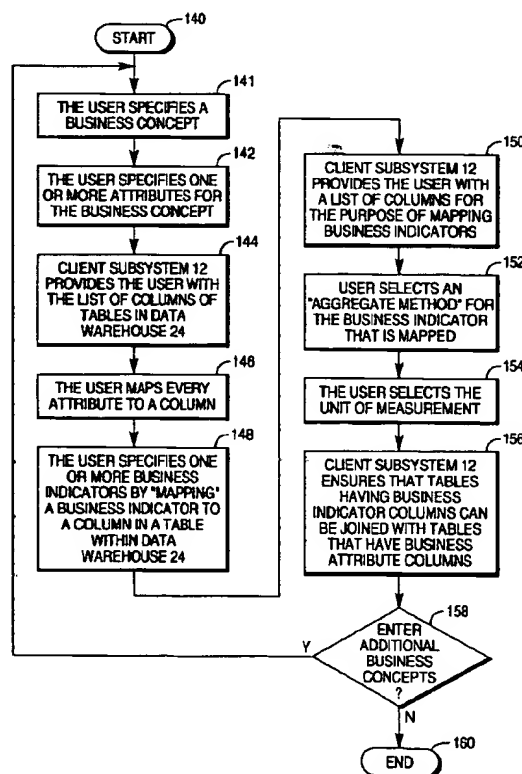 140
START
141
THE USER SPECIFIES A
BUSINESS CONCEPT
142
THE USER SPECIFIES ONE
OR MORE ATTRIBUTES FOR
THE BUSINESS CONCEPT
144
CLIENT SUBSYSTEM 12
PROVIDES THE USER WITH
THE LIST OF COLUMNS OF
TABLES IN DATA
WAREHOUSE 24
146
THE USER MAPS EVERY
ATTRIBUTE TO A COLUMN
148
THE USER SPECIFIES ONE
OR MORE BUSINESS
INDICATORS BY "MAPPING"
A BUSINESS INDICATOR TO
A COLUMN IN A TABLE
WITHIN DATA
WAREHOUSE 24
150
CLIENT SUBSYSTEM 12
PROVIDES THE USER WITH
A LIST OF COLUMNS FOR
THE PURPOSE OF MAPPING
BUSINESS INDICATORS
152
USER SELECTS AN
"AGGREGATE METHOD" FOR
THE BUSINESS INDICATOR
THAT IS MAPPED
154
THE USER SELECTS THE
UNIT OF MEASUREMENT
156
CLIENT SUBSYSTEM 12
ENSURES THAT TABLES
HAVING BUSINESS
INDICATOR COLUMNS CAN
BE JOINED WITH TABLES
THAT HAVE BUSINESS
ATTRIBUTE COLUMNS
158
ENTER
ADDITIONAL
BUSINESS
CONCEPTS
?
Y
N
160
END